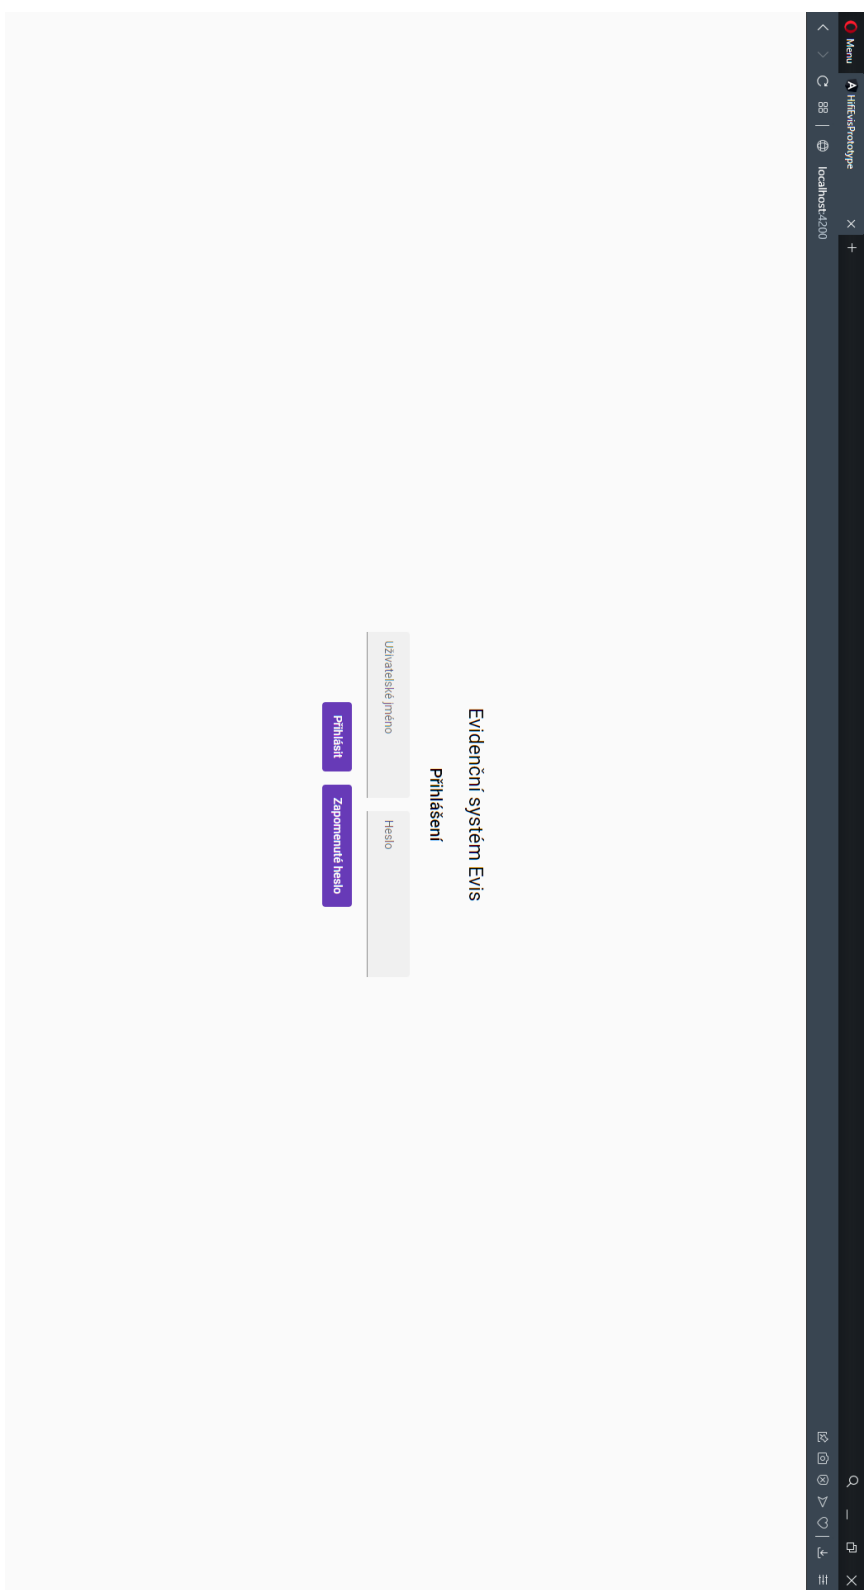 Menu
HifiEvisPrototype
localhost:4200
Evidenční systém Evis
Přihlášení
Uživatelské jméno
Heslo
Přihlásit
Zapomenuté heslo